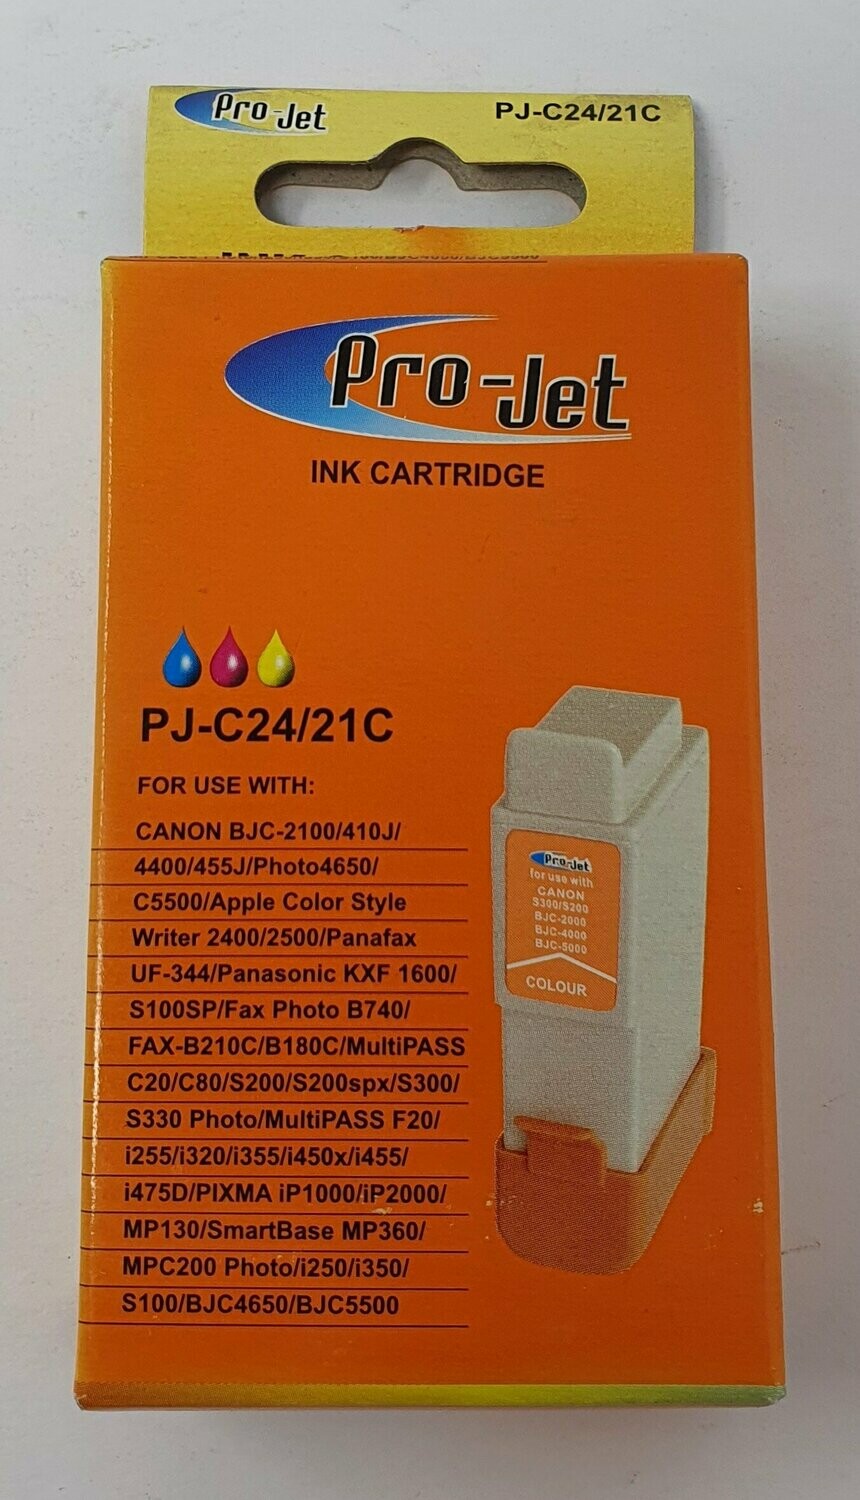 Pro-Jet
PJ-C24/21C
Pro-Jet
INK CARTRIDGE
PJ-C24/21C
FOR USE WITH:
CANON BJC-2100/410J/
4400/455J/Photo4650/
C5500/Apple Color Style
Writer 2400/2500/Panafax
UF-344/Panasonic KXF 1600/
S100SP/Fax Photo B740/
FAX-B210C/B180C/MultiPASS
C20/C80/S200/S200spx/S300/
S330 Photo/MultiPASS F20/
i255/i320/i355/i450x/i455/
i475D/PIXMA iP1000/iP2000/
MP130/SmartBase MP360/
MPC200 Photo/i250/i350/
S100/BJC4650/BJC5500
Pro-Jet
for use with
CANON
S300/S200
BJC-2000
BJC-4000
BJC-5000
COLOUR